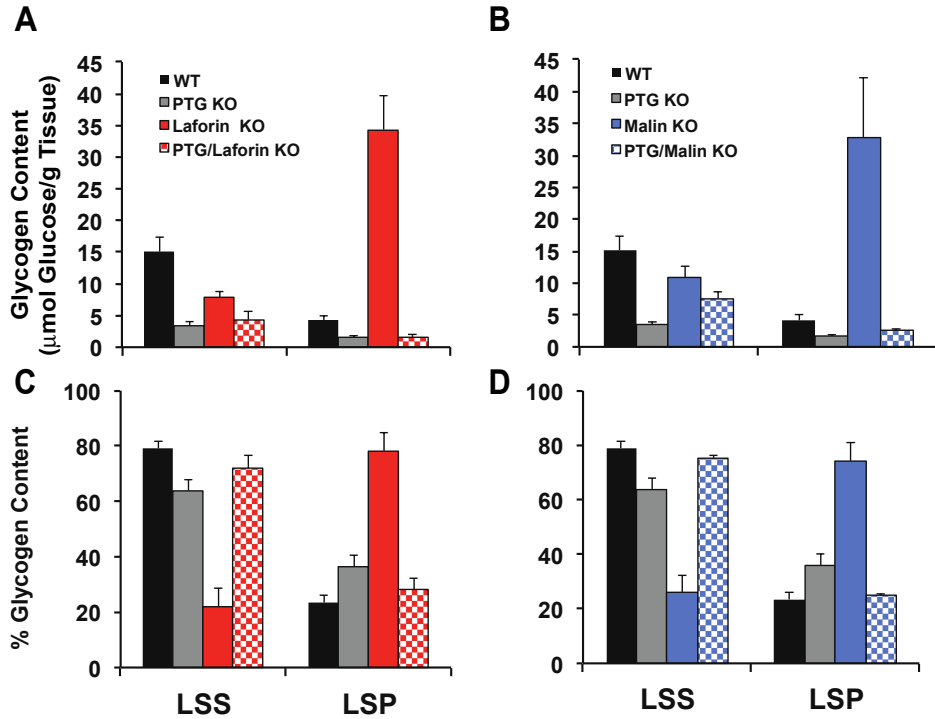 A
Glycogen Content
(μmol Glucose/g Tissue)
45
40
35
30
25
20
15
10
5
0
WT
PTG KO
Laforin KO
PTG/Laforin KO
B
45
40
35
30
25
20
15
10
5
0
WT
PTG KO
Malin KO
PTG/Malin KO
C
% Glycogen Content
100
80
60
40
20
0
LSS
LSP
D
100
80
60
40
20
0
LSS
LSP